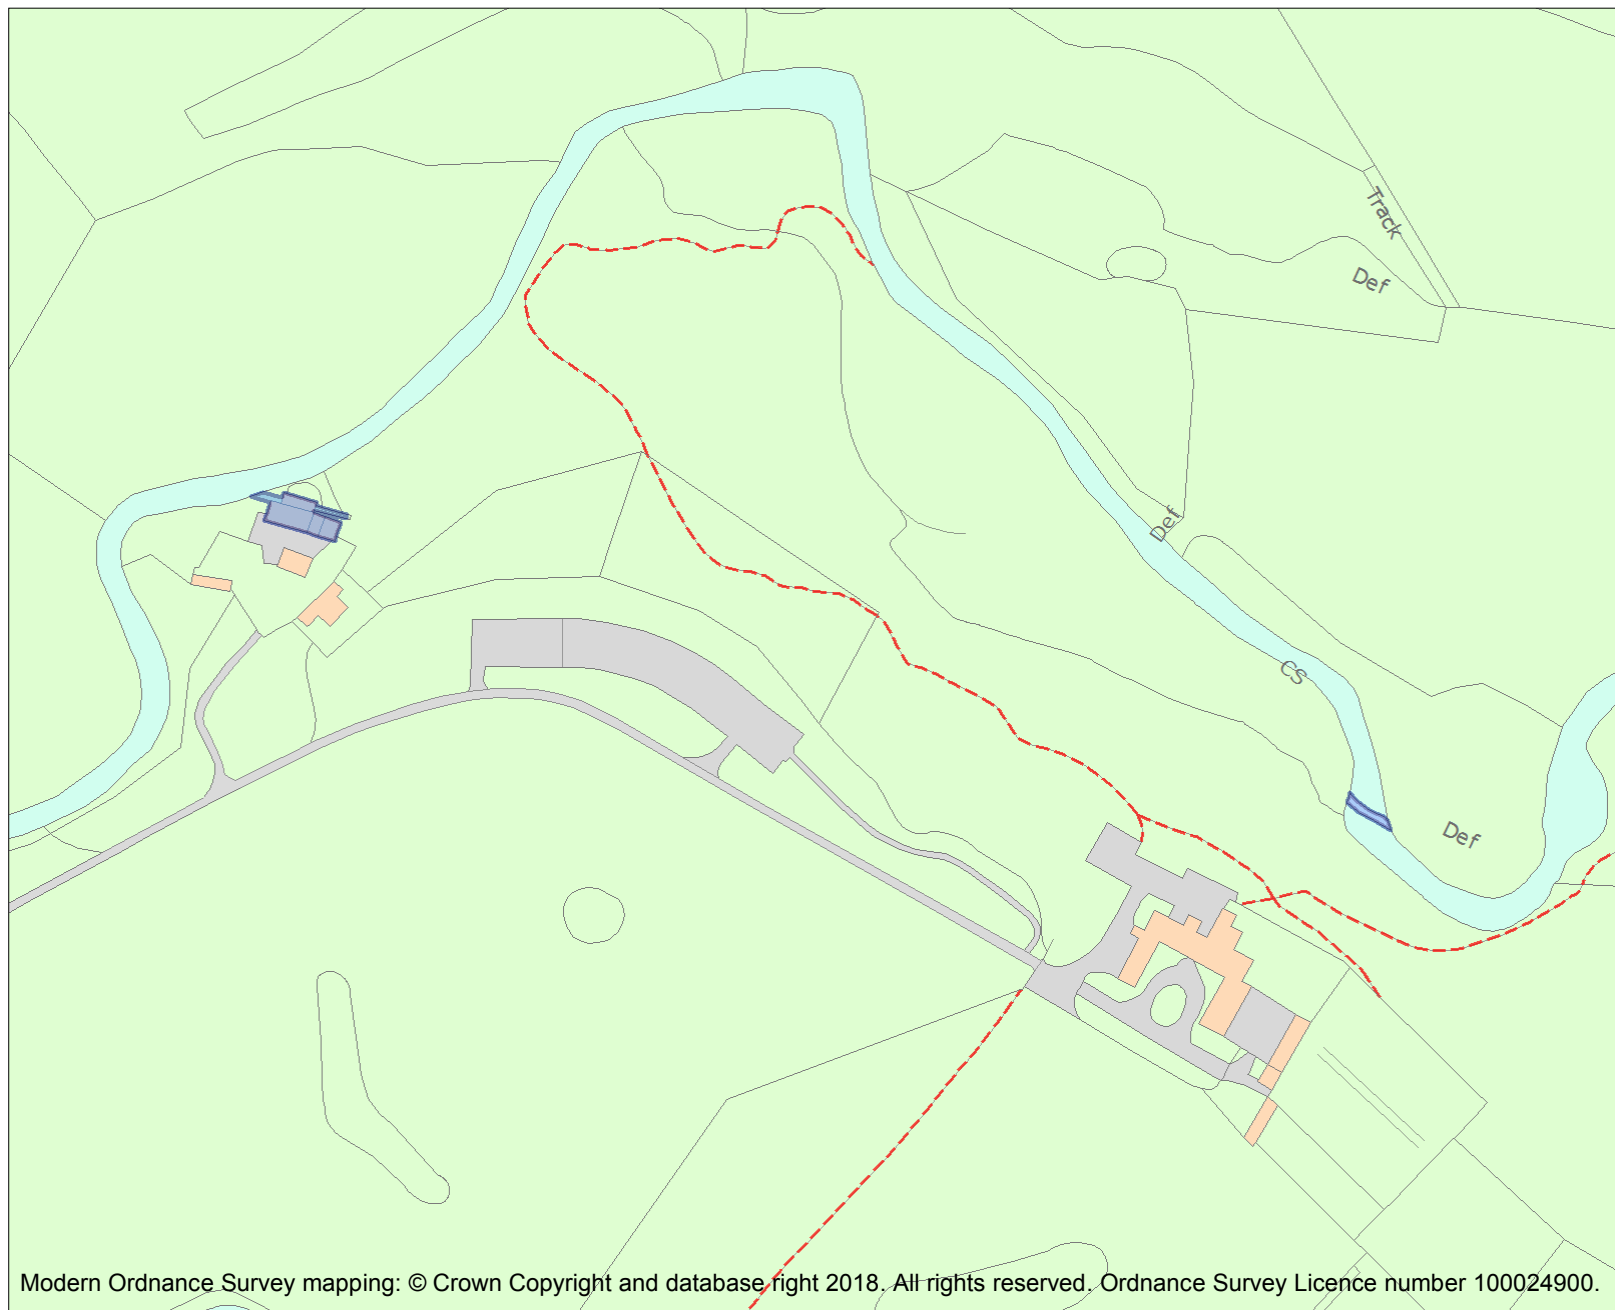 Track
Def
Def
CS
Def
Modern Ordnance Survey mapping: © Crown Copyright and database right 2018. All rights reserved. Ordnance Survey Licence number 100024900.